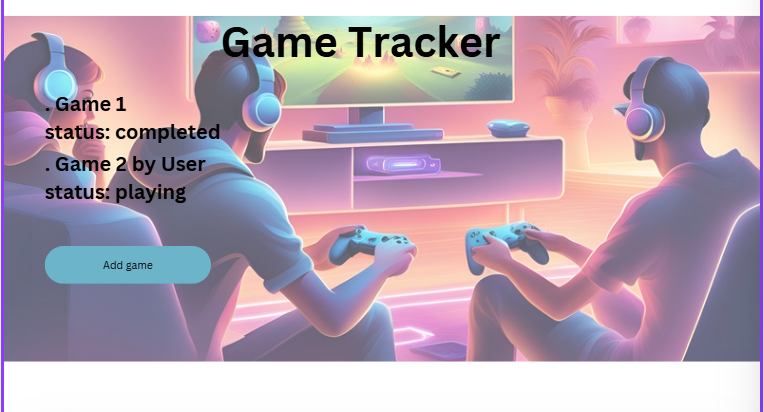 Game Tracker
. Game 1
status: completed
. Game 2 by User
status: playing
Add game